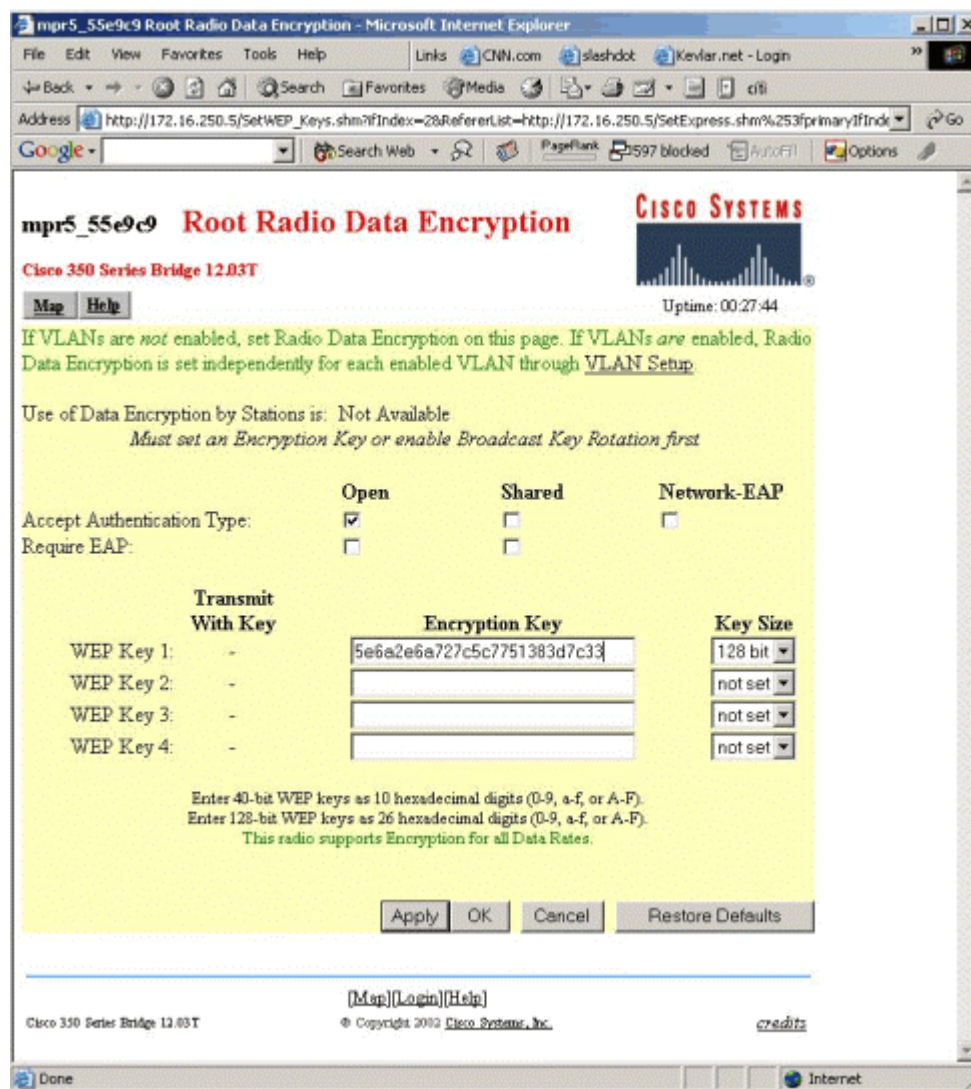 mpr5_55e9c9 Root Radio Data Encryption - Microsoft Internet Explorer
File Edit View Favorites Tools Help Links CNN.com slashdot Kevlar.net - Login
Back Search Favorites Media citi
Address http://172.16.250.5/SetWEP_Keys.shm?ifIndex=2&RefererList=http://172.16.250.5/SetExpress.shm%253fprimaryIfInde Go
Google Search Web PageRank 597 blocked AutoFill Options
mpr5_55e9c9 Root Radio Data Encryption
CISCO SYSTEMS
Cisco 350 Series Bridge 12.03T
Map Help Uptime: 00:27:44
If VLANs are not enabled, set Radio Data Encryption on this page. If VLANs are enabled, Radio
Data Encryption is set independently for each enabled VLAN through VLAN Setup.
Use of Data Encryption by Stations is: Not Available
Must set an Encryption Key or enable Broadcast Key Rotation first
Open Shared Network-EAP
Accept Authentication Type:
Require EAP:
Transmit
With Key Encryption Key Key Size
WEP Key 1: - 5e6a2e6a727c5c7751383d7c33 128 bit
WEP Key 2: - not set
WEP Key 3: - not set
WEP Key 4: - not set
Enter 40-bit WEP keys as 10 hexadecimal digits (0-9, a-f, or A-F).
Enter 128-bit WEP keys as 26 hexadecimal digits (0-9, a-f, or A-F).
This radio supports Encryption for all Data Rates.
Apply OK Cancel Restore Defaults
[Map][Login][Help]
Cisco 350 Series Bridge 12.03T © Copyright 2002 Cisco Systems, Inc. credits
Done Internet